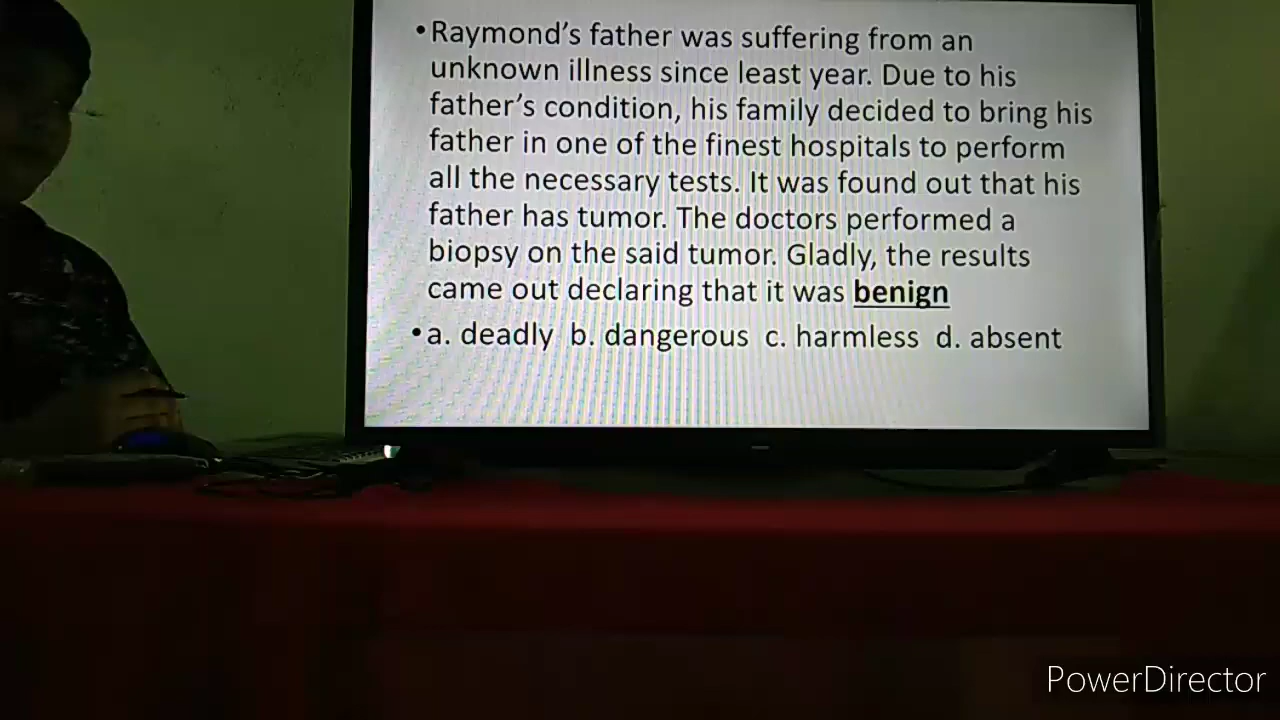 •Raymond's father was suffering from an
unknown illness since least year. Due to his
father's condition, his family decided to bring his
father in one of the finest hospitals to perform
all the necessary tests. It was found out that his
father has tumor. The doctors performed a
biopsy on the said tumor. Gladly, the results
came out declaring that it was benign
•a. deadly b. dangerous c. harmless d. absent
PowerDirector